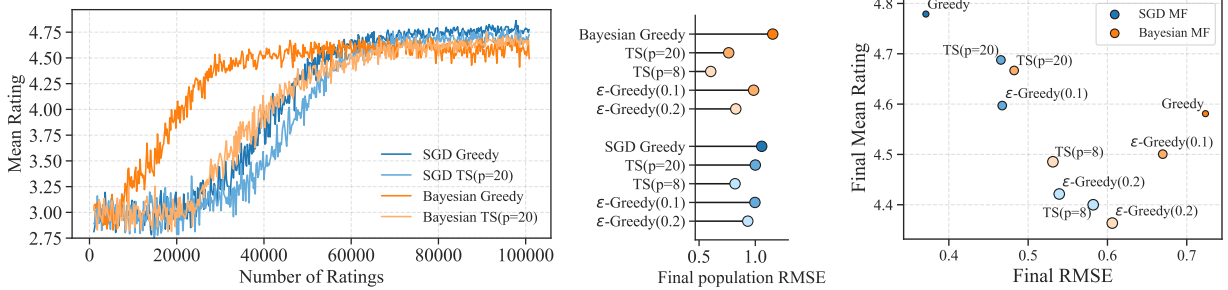 4.75
4.50
4.25
4.00
3.75
3.50
3.25
3.00
2.75
Mean Rating
0
20000
40000
60000
80000
100000
Number of Ratings
SGD Greedy
SGD TS(p=20)
Bayesian Greedy
Bayesian TS(p=20)
Bayesian Greedy
TS(p=20)
TS(p=8)
ε-Greedy(0.1)
ε-Greedy(0.2)
SGD Greedy
TS(p=20)
TS(p=8)
ε-Greedy(0.1)
ε-Greedy(0.2)
0.5
1.0
Final population RMSE
4.8
4.7
4.6
4.5
4.4
Final Mean Rating
Greedy
SGD MF
Bayesian MF
TS(p=20)
TS(p=20)
ε-Greedy(0.1)
Greedy
ε-Greedy(0.1)
TS(p=8)
ε-Greedy(0.2)
TS(p=8)
ε-Greedy(0.2)
0.4
0.5
0.6
0.7
Final RMSE